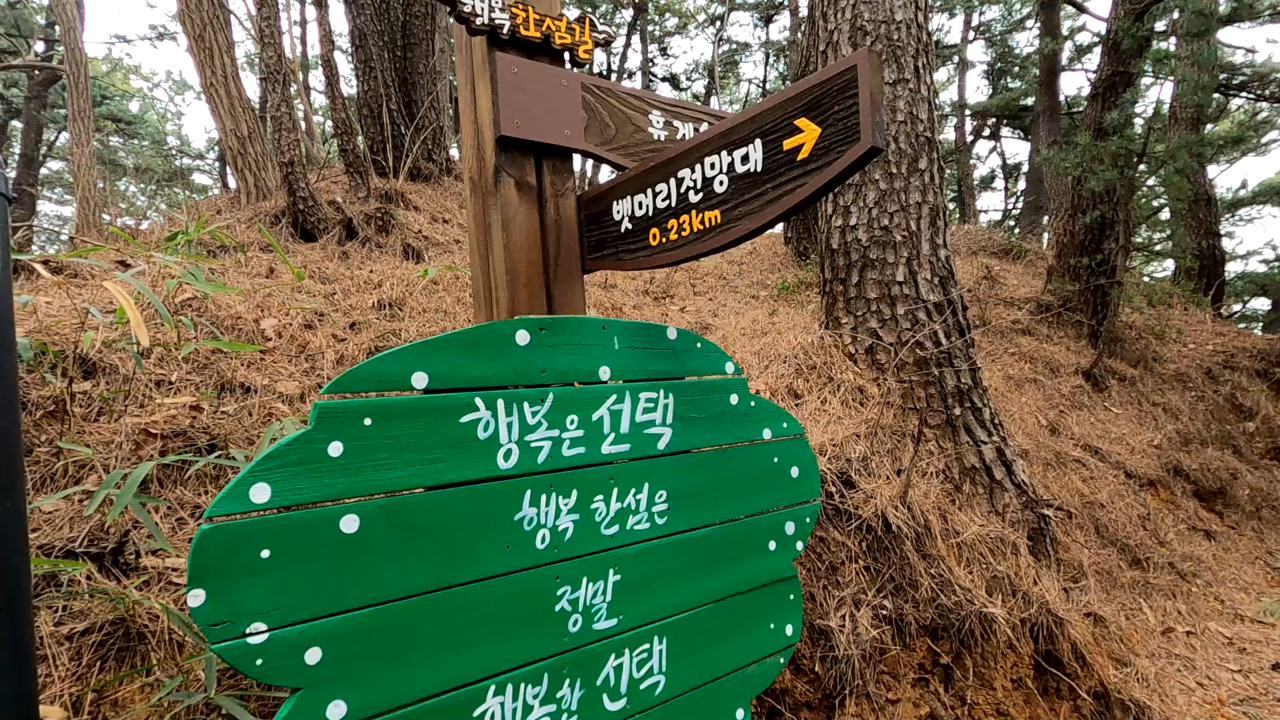 행복한섬길
휴게
뱃머리전망대
0.23km
행복은 선택
행복 한섬은
정말
행복한 선택